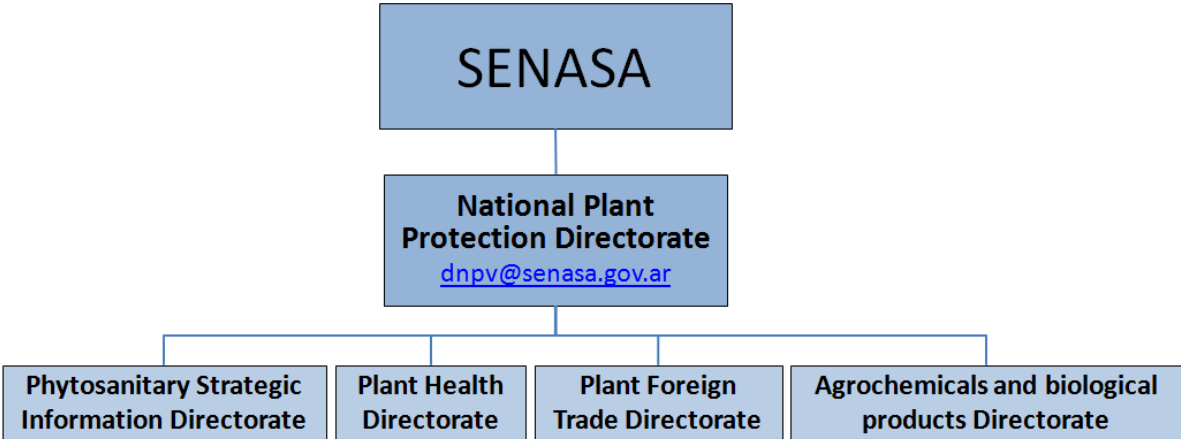 SENASA
National Plant
Protection Directorate
dnpv@senasa.gov.ar
Phytosanitary Strategic
Information Directorate
Plant Health
Directorate
Plant Foreign
Trade Directorate
Agrochemicals and biological
products Directorate